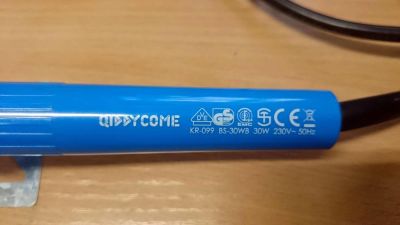 QIDDYCOME
KR-099 BS-30WB 30W 230V~ 50Hz